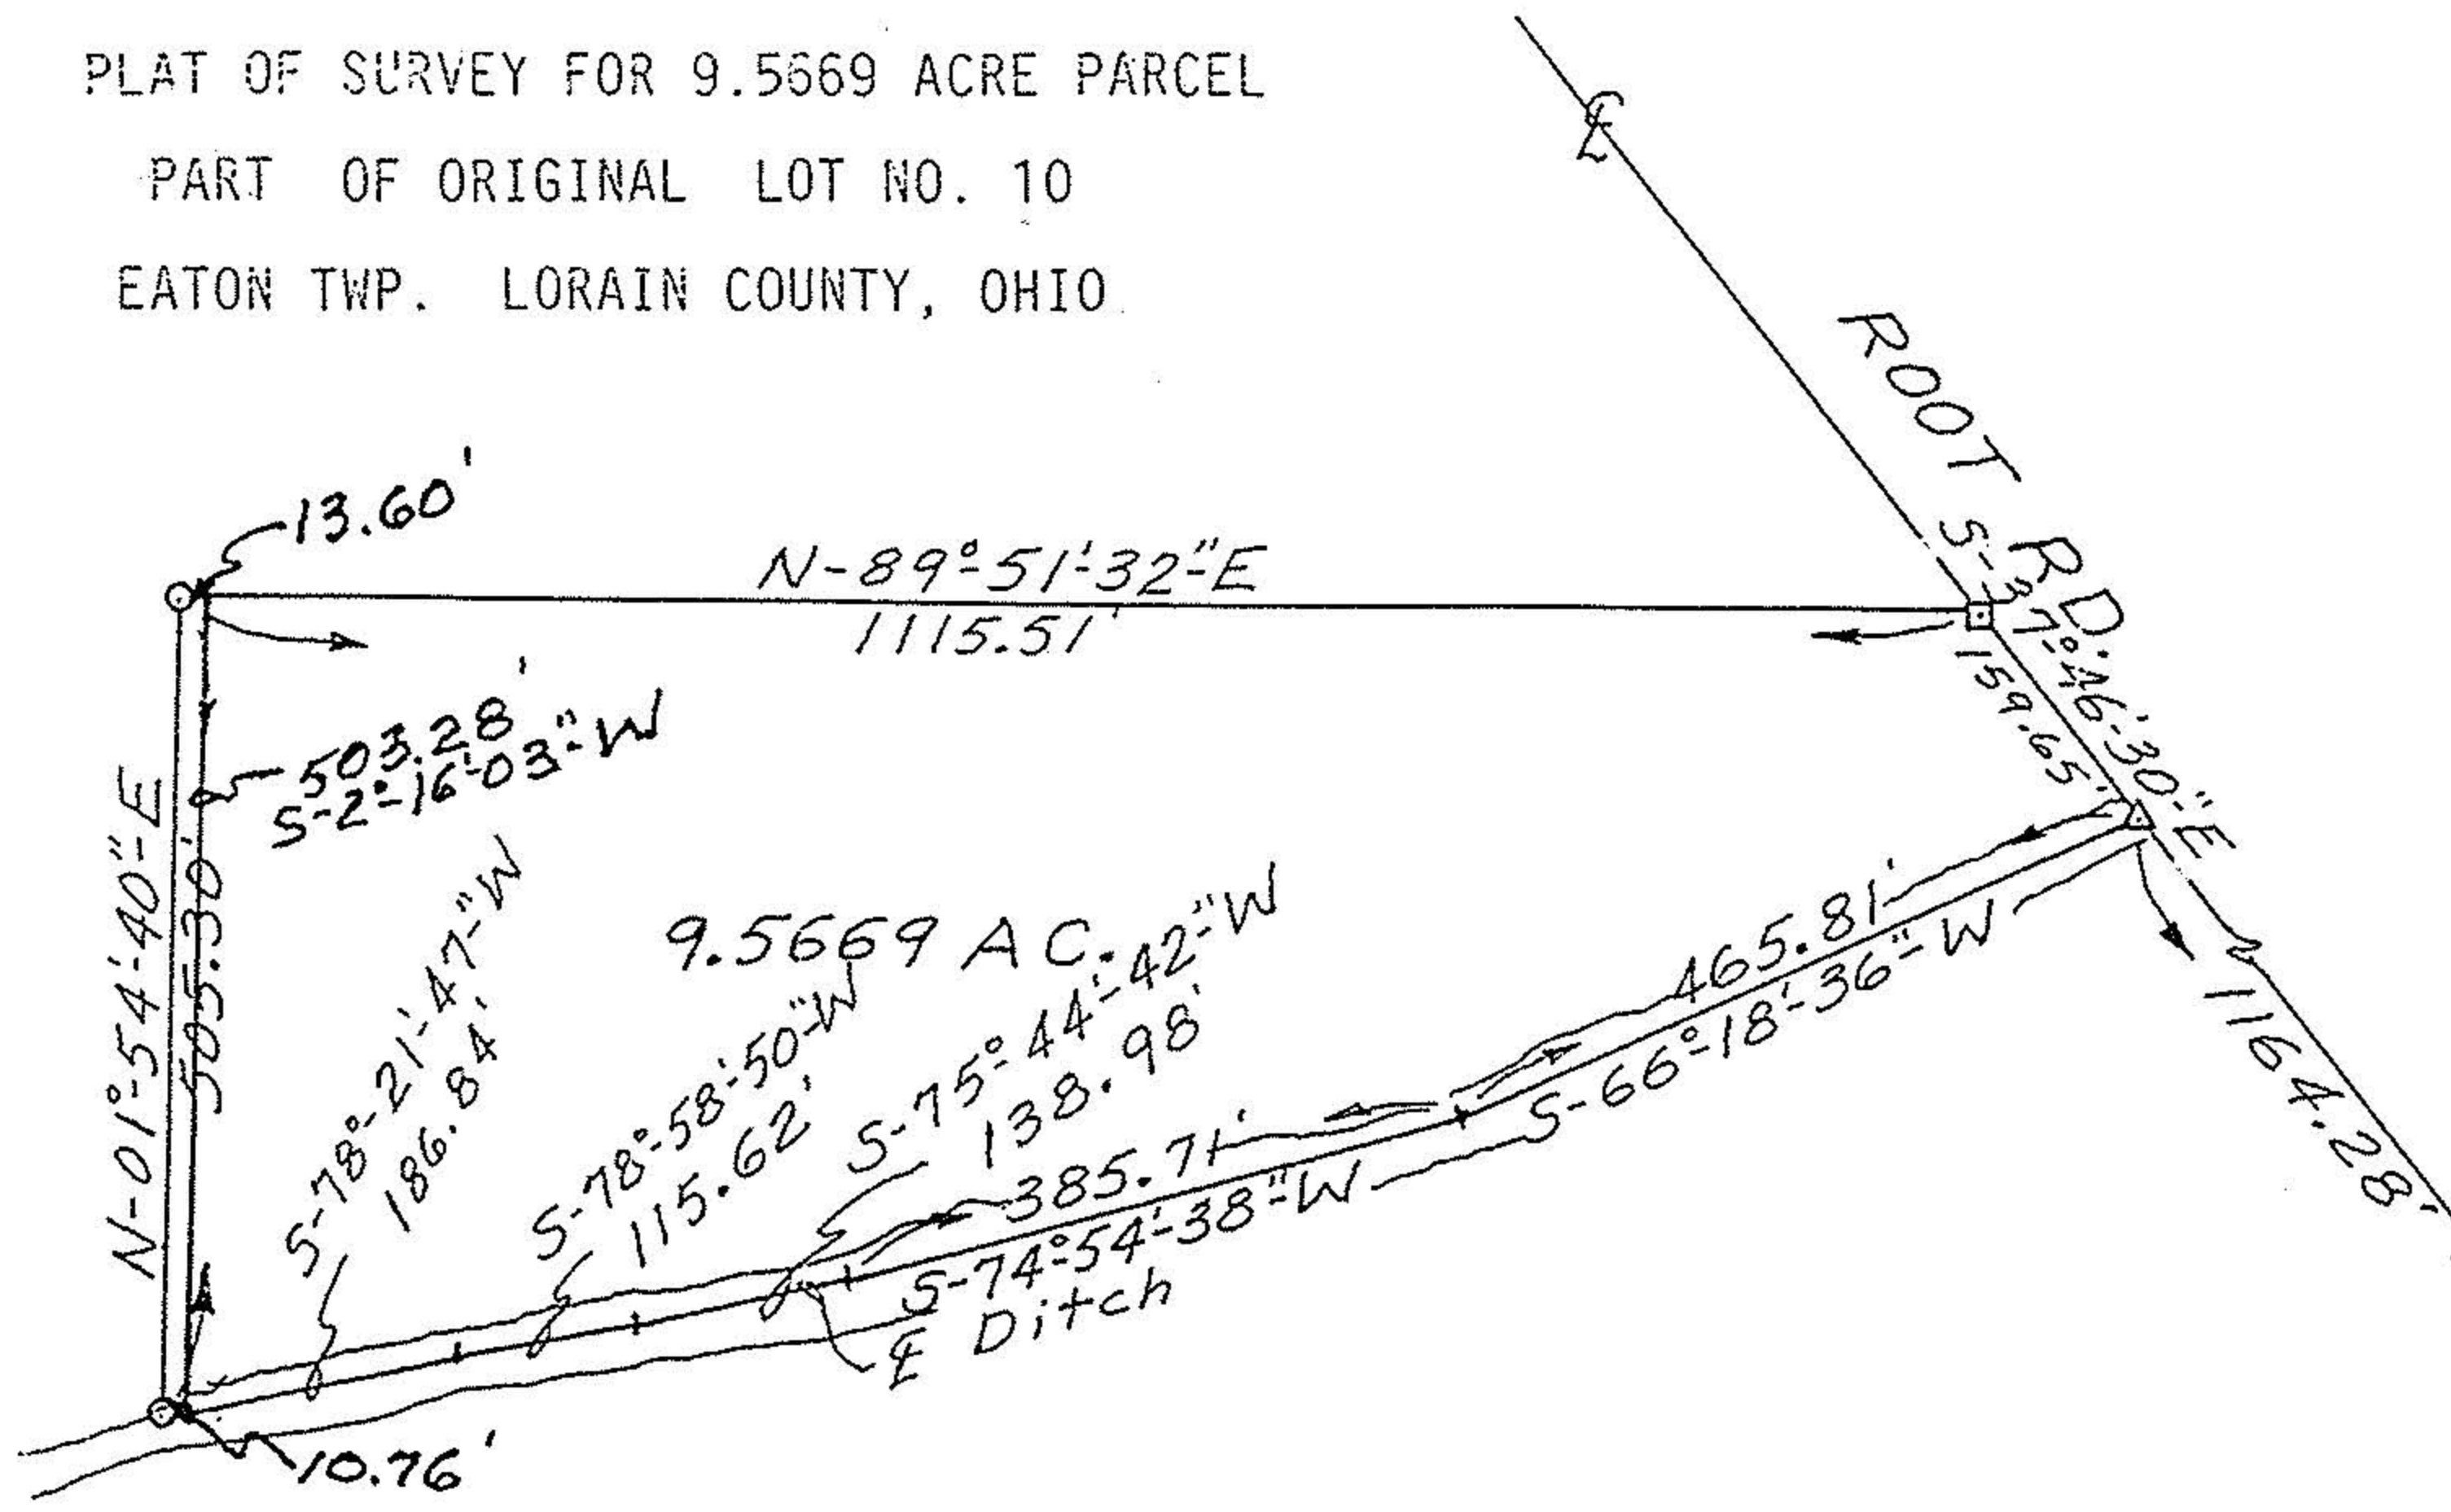 PLAT OF SURVEY FOR 9.5669 ACRE PARCEL
PART OF ORIGINAL LOT NO. 10
EATON TWP. LORAIN COUNTY, OHIO
℄
ROOT RD.
S-37°-46'-30"-E
159.65'
13.60'
N-89°-51'-32"-E
1115.51'
503.28'
S-2°-16'-03"-W
N-01°-54'-40"-E
505.30'
S-78°-21'-47"-W
186.84'
9.5669 AC.
S-78°-58'-50"-W
115.62'
S-75°-44'-42"-W
138.98'
465.81'
S-66°-18'-36"-W
385.71'
S-74°-54'-38"-W
℄ Ditch
1164.28'
10.76'